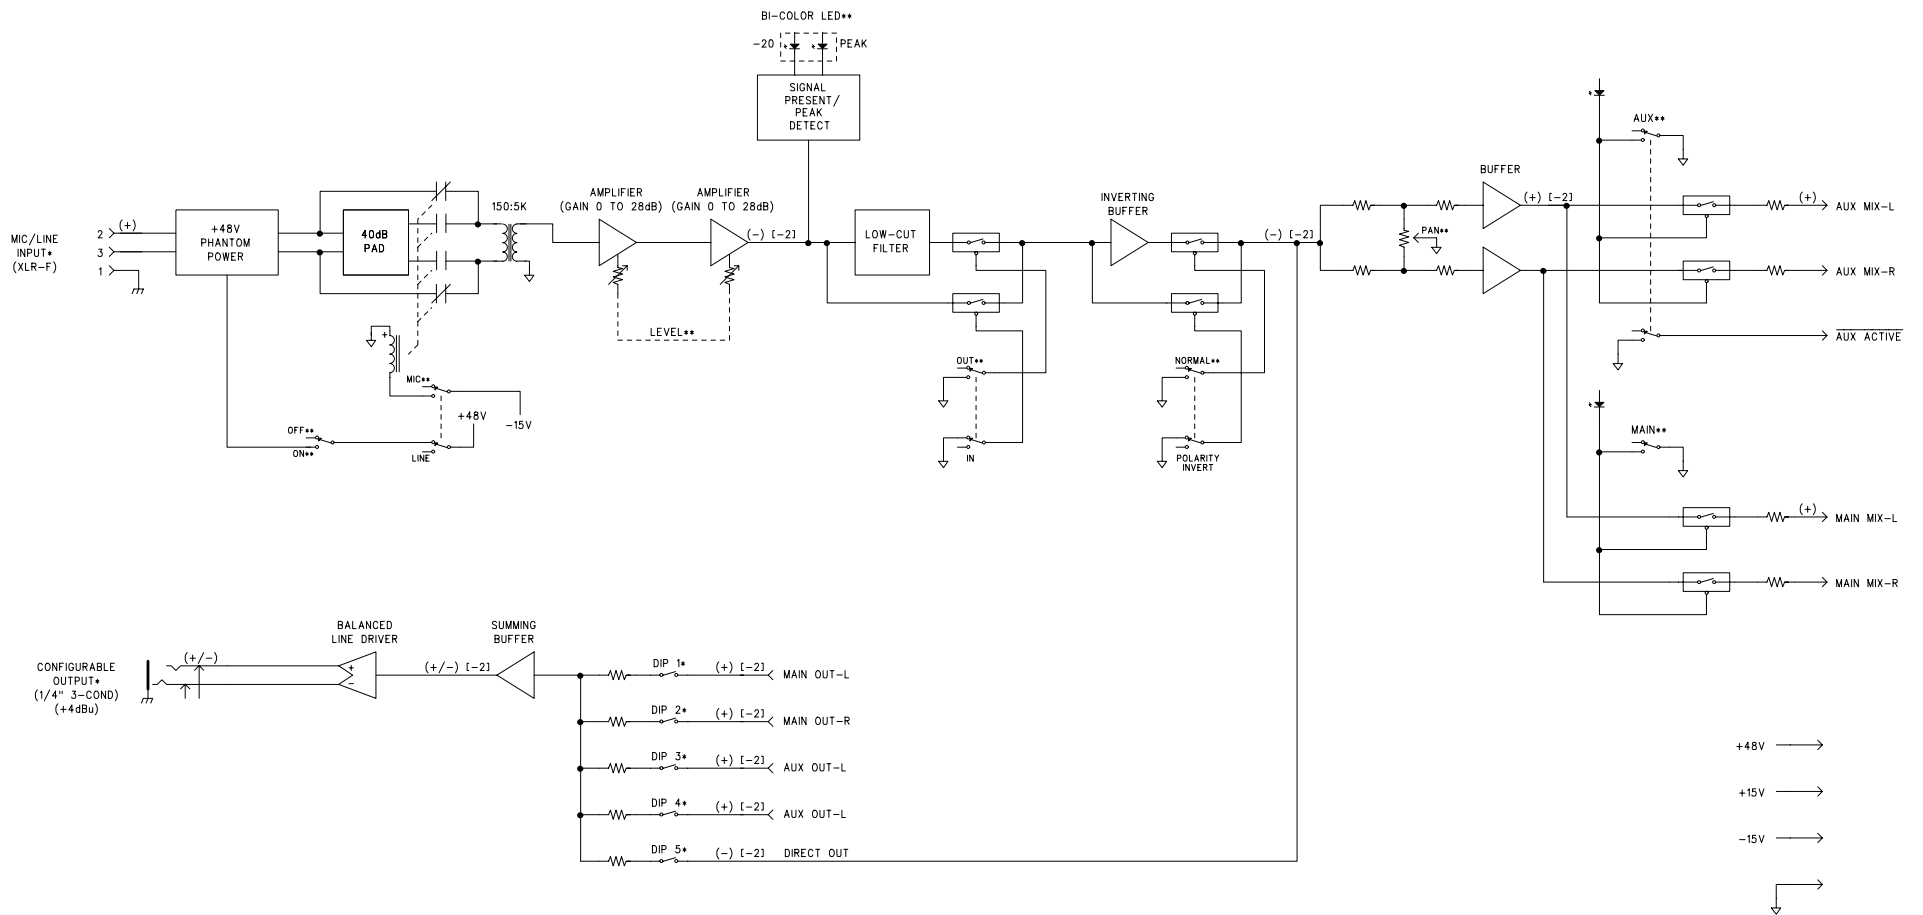 BI-COLOR LED**
-20
PEAK
SIGNAL
PRESENT/
PEAK
DETECT
AUX**
BUFFER
AMPLIFIER
(GAIN 0 TO 28dB)
AMPLIFIER
(GAIN 0 TO 28dB)
INVERTING
BUFFER
150:5K
MIC/LINE
INPUT*
(XLR-F)
2
(+)
3
1
+48V
PHANTOM
POWER
40dB
PAD
(-) [-2]
LOW-CUT
FILTER
(-) [-2]
PAN**
(+) [-2]
(+)
AUX MIX-L
AUX MIX-R
LEVEL**
AUX ACTIVE
+
MIC**
OUT**
NORMAL**
+48V
-15V
OFF**
ON**
LINE
IN
POLARITY
INVERT
MAIN**
(+)
MAIN MIX-L
MAIN MIX-R
BALANCED
LINE DRIVER
SUMMING
BUFFER
CONFIGURABLE
OUTPUT*
(1/4" 3-COND)
(+4dBu)
(+/-)
+
-
(+/-) [-2]
DIP 1*
(+) [-2]
MAIN OUT-L
DIP 2*
(+) [-2]
MAIN OUT-R
DIP 3*
(+) [-2]
AUX OUT-L
DIP 4*
(+) [-2]
AUX OUT-L
DIP 5*
(-) [-2]
DIRECT OUT
+48V
+15V
-15V